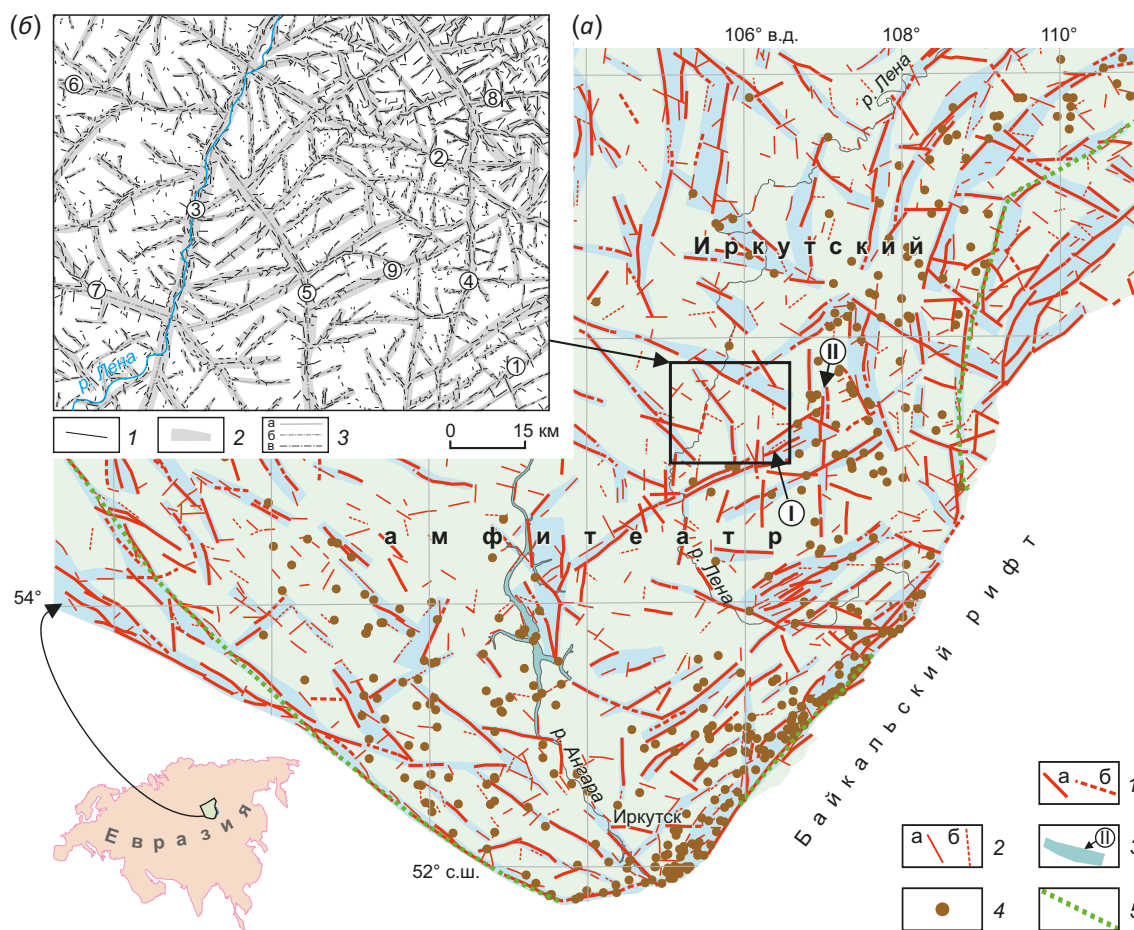 (б)
(а)
106° в.д.
108°
110°
р. Лена
6
8
2
3
Иркутский
9
5
4
7
II
1
р. Лена
1
2
а
б
в
3
0
15 км
I
амфитеатр
р. Лена
54°
Байкальский рифт
р. Ангара
Иркутск
Евразия
52° с.ш.
а
б
1
а
б
2
II
3
4
5